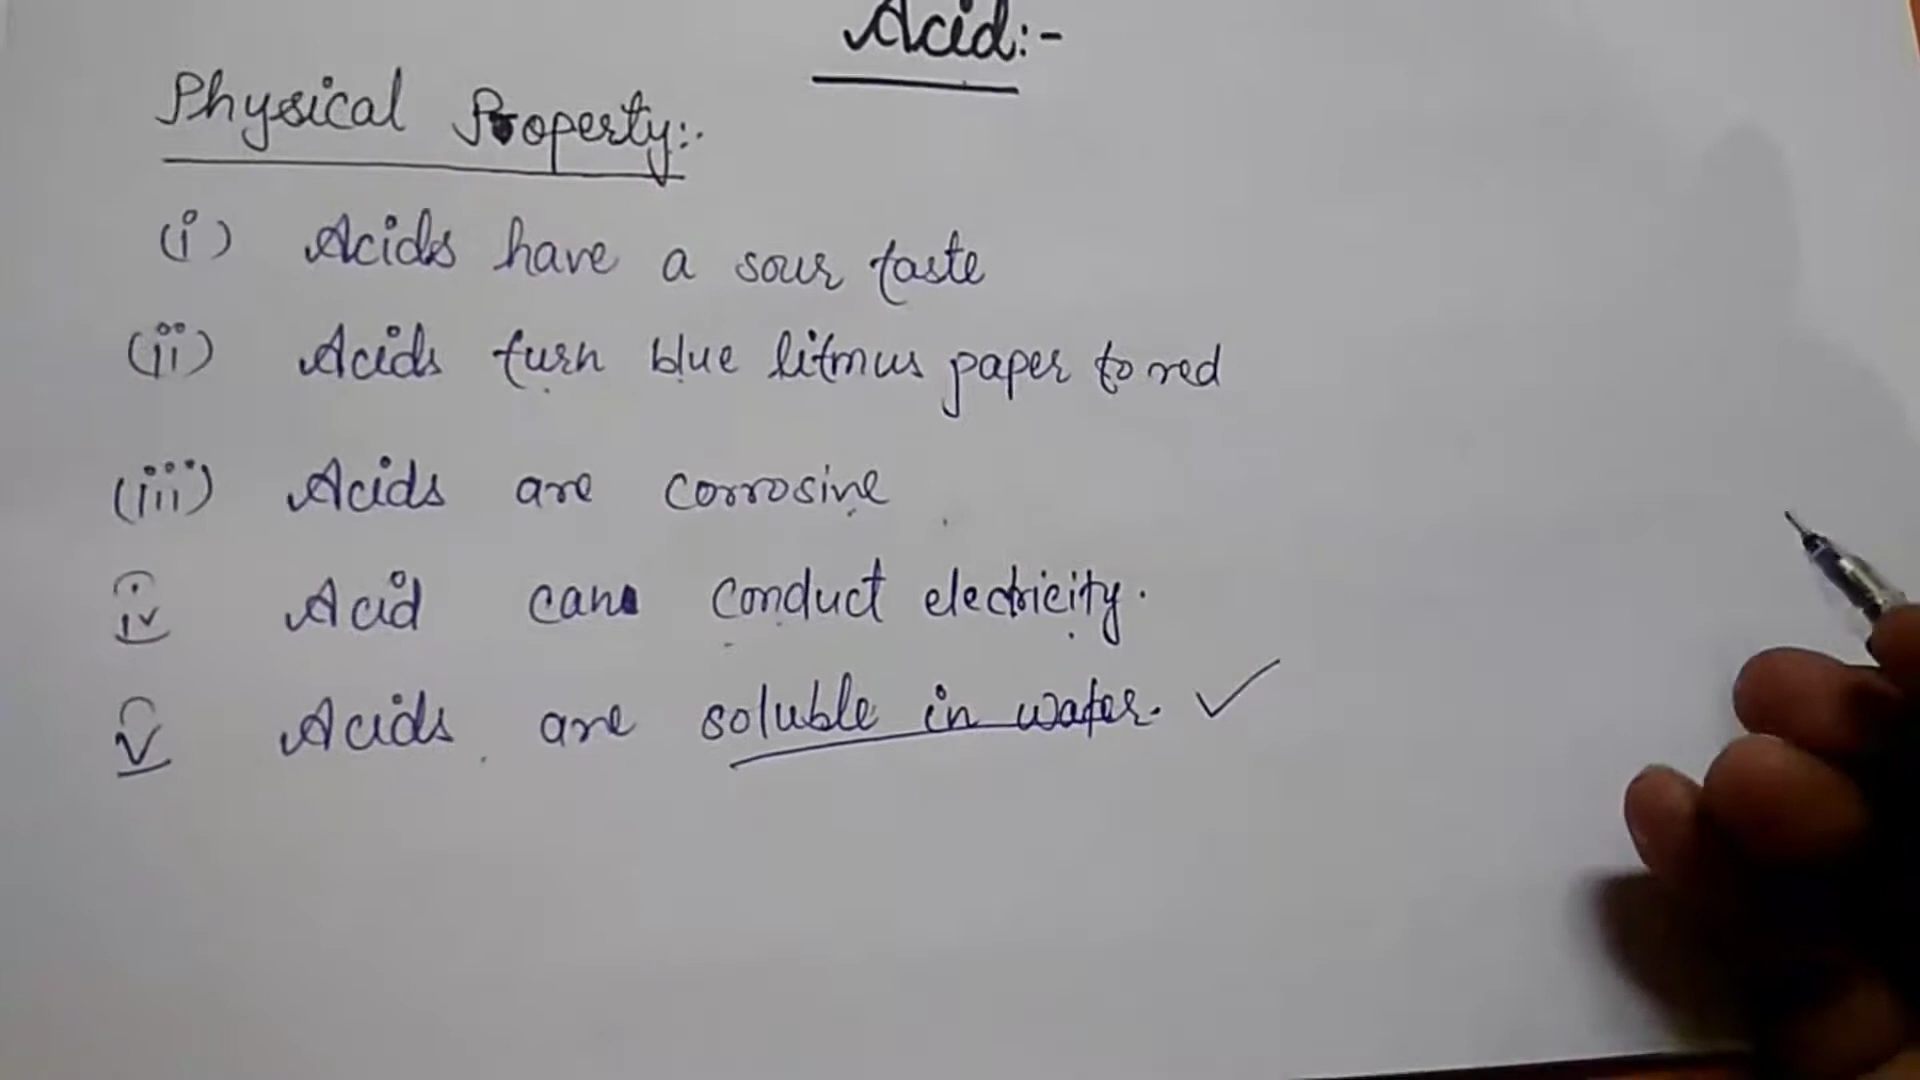 Acid:-
Physical Property:-
(i) Acids have a sour taste
(ii) Acids turn blue litmus paper to red
(iii) Acids are corrosive
iv Acid can conduct electricity.
v Acids are soluble in water. ✓